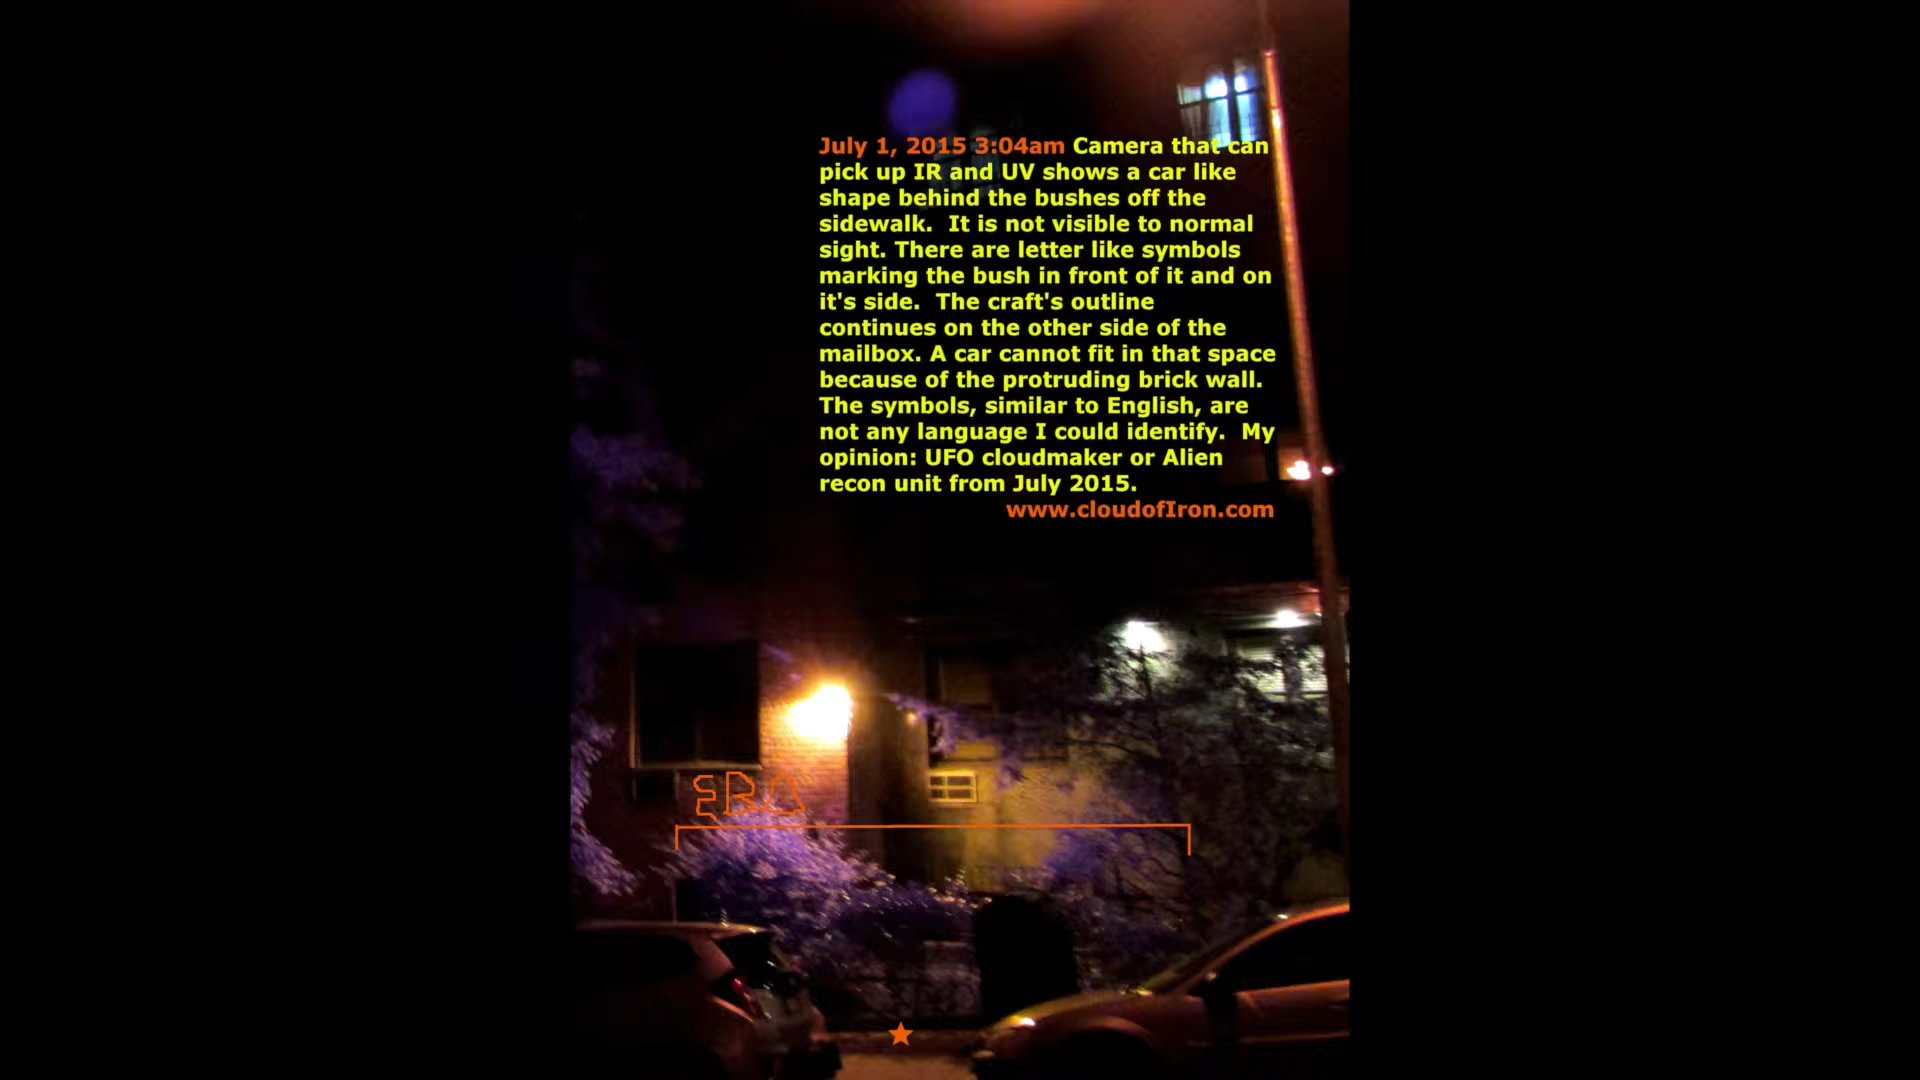 July 1, 2015 3:04am Camera that can
pick up IR and UV shows a car like
shape behind the bushes off the
sidewalk.  It is not visible to normal
sight. There are letter like symbols
marking the bush in front of it and on
it's side.  The craft's outline
continues on the other side of the
mailbox. A car cannot fit in that space
because of the protruding brick wall.
The symbols, similar to English, are
not any language I could identify.  My
opinion: UFO cloudmaker or Alien
recon unit from July 2015.
www.cloudofIron.com